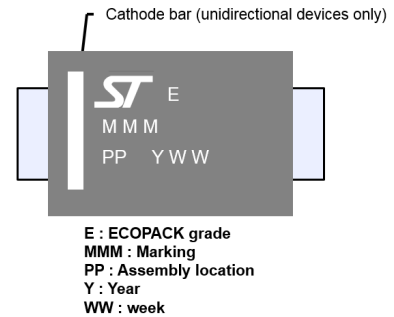 Cathode bar (unidirectional devices only)
ST E
M M M
PP Y W W
E : ECOPACK grade
MMM : Marking
PP : Assembly location
Y : Year
WW : week